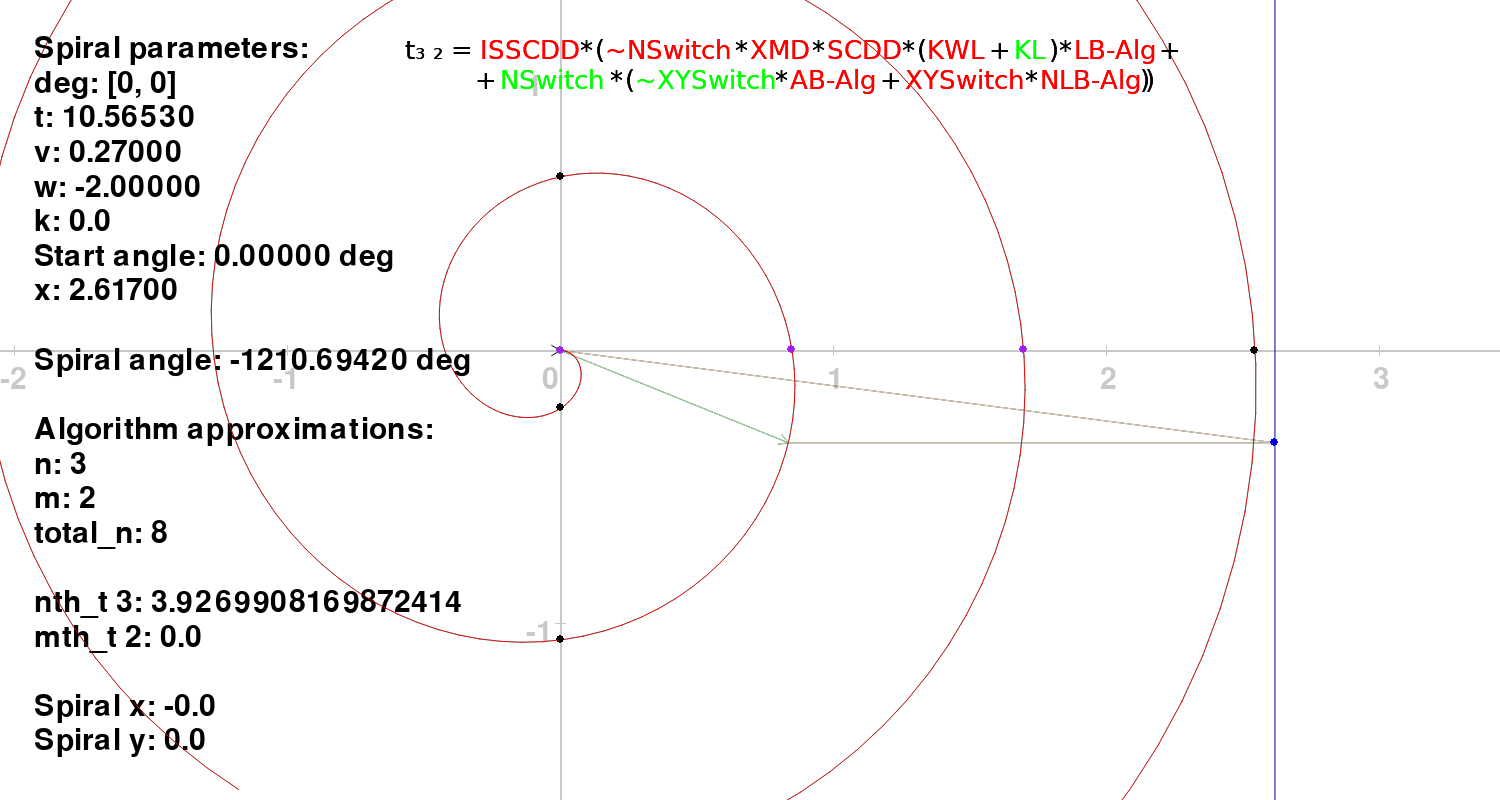 Spiral parameters:
deg: [0, 0]
t: 10.56530
v: 0.27000
w: -2.00000
k: 0.0
Start angle: 0.00000 deg
x: 2.61700
Spiral angle: -1210.69420 deg
Algorithm approximations:
n: 3
m: 2
total_n: 8
nth_t 3: 3.9269908169872414
mth_t 2: 0.0
Spiral x: -0.0
Spiral y: 0.0
t₃ ₂ = ISSCDD*(~NSwitch*XMD*SCDD*(KWL+KL)*LB-Alg+
+NSwitch*(~XYSwitch*AB-Alg+XYSwitch*NLB-Alg))
1
-2 -1 0 1 2 3
-1